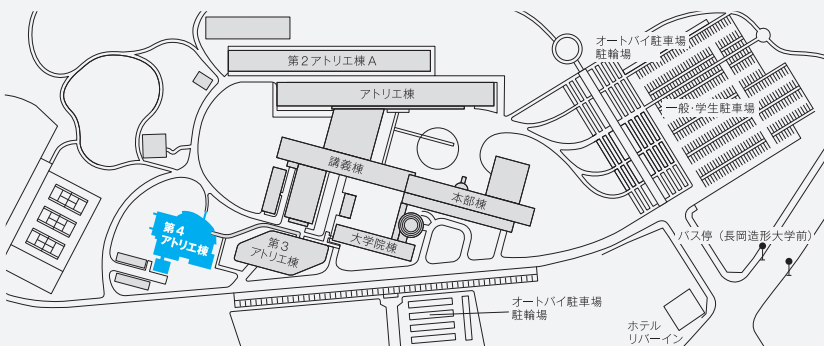 オートバイ駐車場
駐輪場
第2アトリエ棟A
アトリエ棟
一般・学生駐車場
講義棟
本部棟
第4
アトリエ棟
第3
アトリエ棟
大学院棟
バス停（長岡造形大学前）
オートバイ駐車場
駐輪場
ホテル
リバーイン